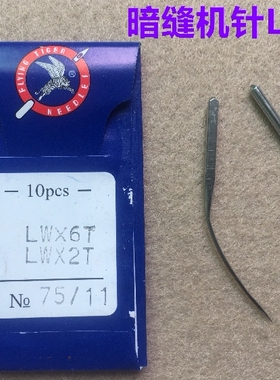 暗缝机针L
FLYING TIGER
NEEDLES
10pcs
LWX6T
LWX2T
№ 75/11